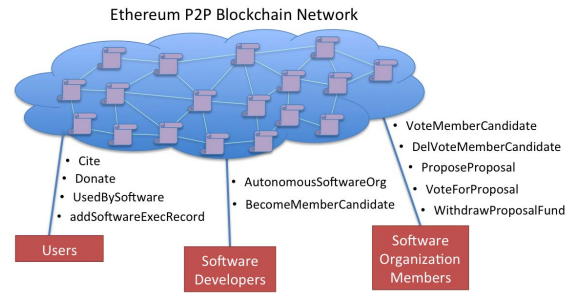 Ethereum P2P Blockchain Network
• Cite
• Donate
• UsedBySoftware
• addSoftwareExecRecord
Users
• AutonomousSoftwareOrg
• BecomeMemberCandidate
Software
Developers
• VoteMemberCandidate
• DelVoteMemberCandidate
• ProposeProposal
• VoteForProposal
• WithdrawProposalFund
Software
Organization
Members